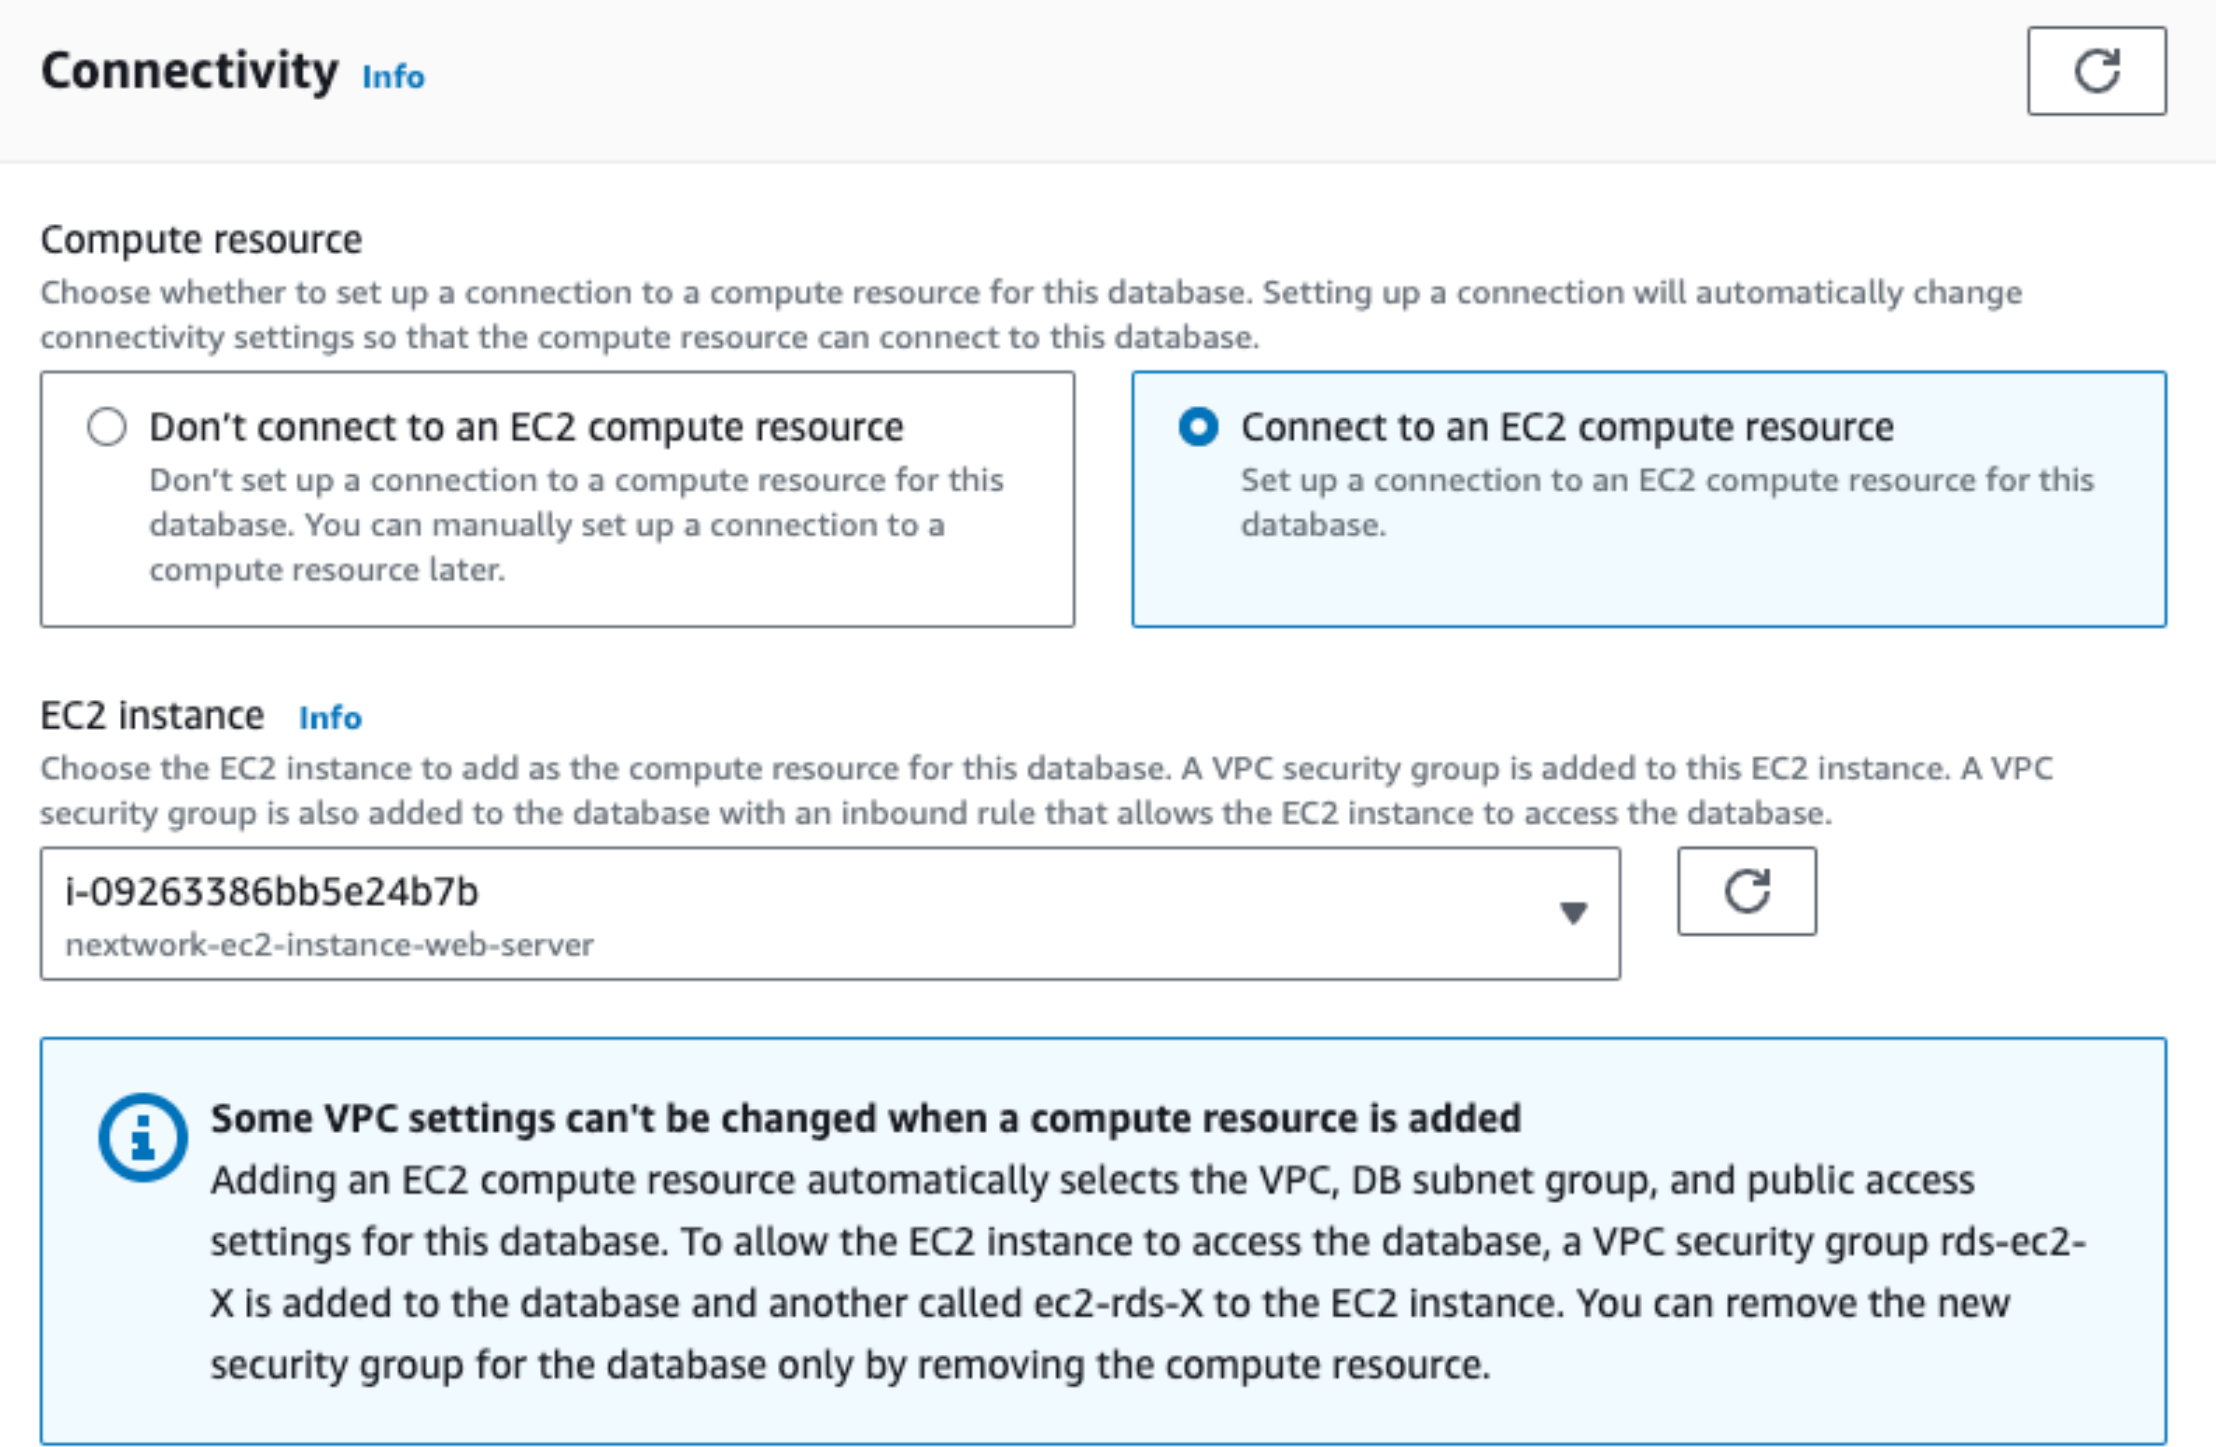 Connectivity Info
Compute resource
Choose whether to set up a connection to a compute resource for this database. Setting up a connection will automatically change
connectivity settings so that the compute resource can connect to this database.
Don't connect to an EC2 compute resource
Don't set up a connection to a compute resource for this
database. You can manually set up a connection to a
compute resource later.
Connect to an EC2 compute resource
Set up a connection to an EC2 compute resource for this
database.
EC2 instance Info
Choose the EC2 instance to add as the compute resource for this database. A VPC security group is added to this EC2 instance. A VPC
security group is also added to the database with an inbound rule that allows the EC2 instance to access the database.
i-09263386bb5e24b7b
nextwork-ec2-instance-web-server
Some VPC settings can't be changed when a compute resource is added
Adding an EC2 compute resource automatically selects the VPC, DB subnet group, and public access
settings for this database. To allow the EC2 instance to access the database, a VPC security group rds-ec2-
X is added to the database and another called ec2-rds-X to the EC2 instance. You can remove the new
security group for the database only by removing the compute resource.